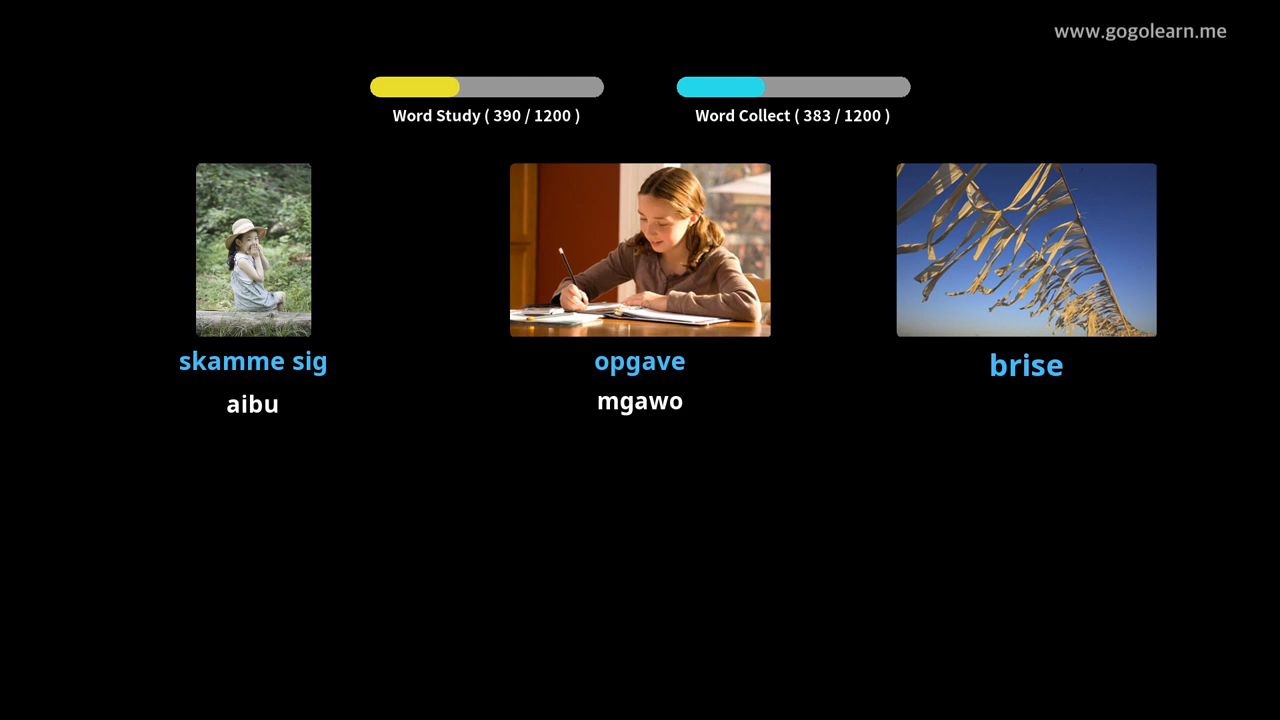 www.gogolearn.me
Word Study ( 390 / 1200 )
Word Collect ( 383 / 1200 )
skamme sig
aibu
opgave
mgawo
brise